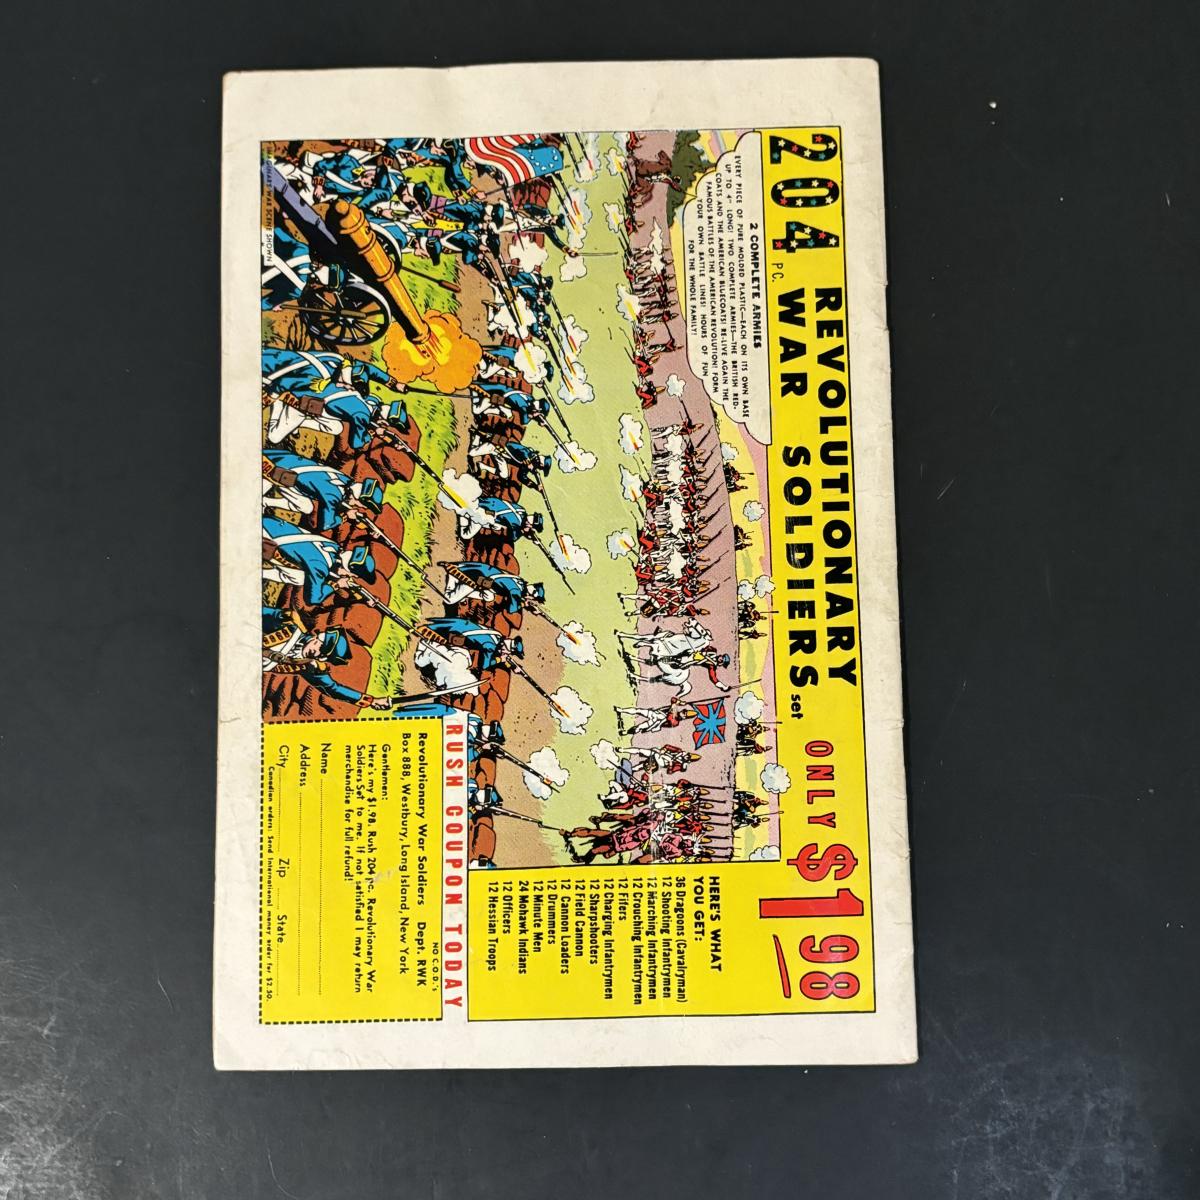 204 PC. REVOLUTIONARY
WAR SOLDIERS set
ONLY $1 98
2 COMPLETE ARMIES
EVERY PIECE OF PURE MOLDED PLASTIC—EACH ON ITS OWN BASE
UP TO 4" LONG! TWO COMPLETE ARMIES—THE BRITISH RED-
COATS AND THE AMERICAN BLUECOATS! RE-LIVE AGAIN THE
FAMOUS BATTLES OF THE AMERICAN REVOLUTION! FORM
YOUR OWN BATTLE LINES! HOURS OF FUN
FOR THE WHOLE FAMILY!
HERE'S WHAT
YOU GET:
36 Dragoons (Cavalryman)
12 Shooting Infantrymen
12 Marching Infantrymen
12 Crouching Infantrymen
12 Fifers
12 Charging Infantrymen
12 Sharpshooters
12 Field Cannon
12 Cannon Loaders
12 Drummers
12 Minute Men
24 Mohawk Indians
12 Officers
12 Hessian Troops
WAR SCENE SHOWN
RUSH COUPON TODAY
NO C.O.D.'s
Revolutionary War Soldiers Dept. RWK
Box 888, Westbury, Long Island, New York
Gentlemen:
Here's my $1.98. Rush 204 pc. Revolutionary War
Soldiers Set to me. If not satisfied I may return
merchandise for full refund!
Name
Address
City Zip State
Canadian orders: Send International money order for $2.50.